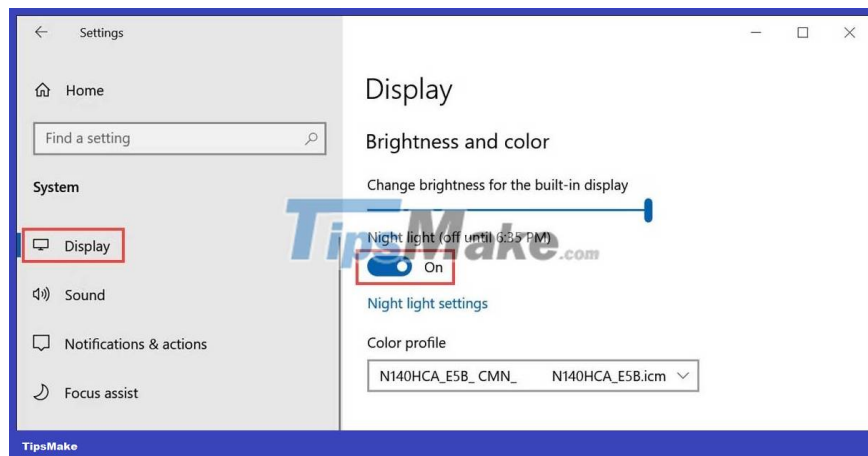 Settings
Home
Find a setting
System
Display
Sound
Notifications & actions
Focus assist
Display
Brightness and color
Change brightness for the built-in display
Night light (off until 6:35 PM)
On
Night light settings
Color profile
N140HCA_E5B_ CMN_ N140HCA_E5B.icm
TipsMake.com
TipsMake